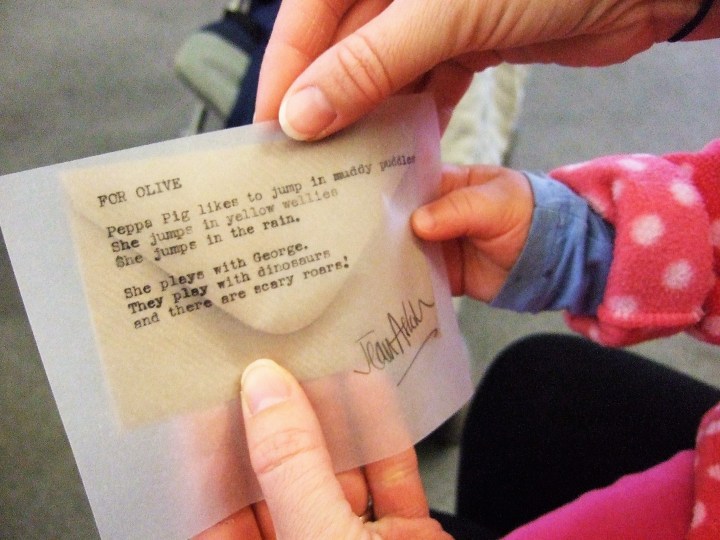 FOR OLIVE
Peppa Pig likes to jump in muddy puddles
She jumps in yellow wellies
She jumps in the rain.
She plays with George.
They play with dinosaurs
and there are scary roars!
Jean